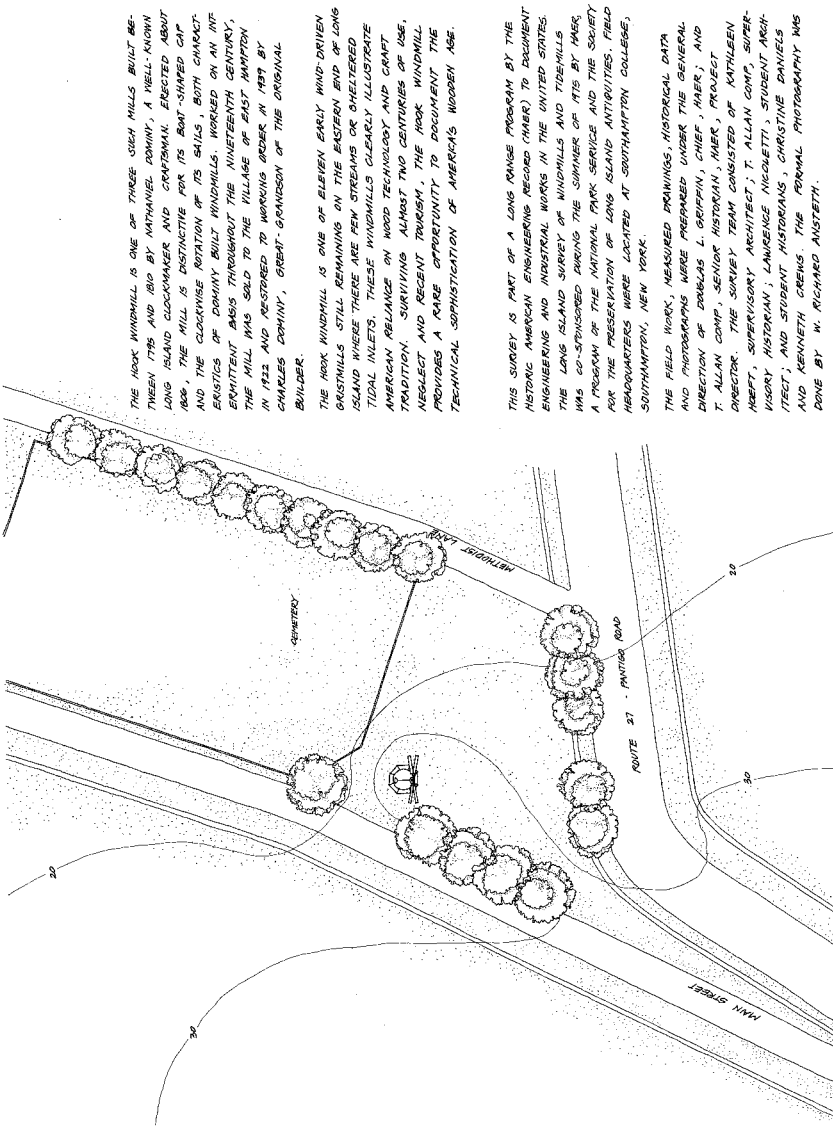 THE HOOK WINDMILL IS ONE OF THREE SUCH MILLS BUILT BE-
TWEEN 1795 AND 1810 BY NATHANIEL DOMINY, A WELL-KNOWN
LONG ISLAND CLOCKMAKER AND CRAFTSMAN. ERECTED ABOUT
1806, THE MILL IS DISTINCTIVE FOR ITS BOAT-SHAPED CAP
AND THE CLOCKWISE ROTATION OF ITS SAILS, BOTH CHARACT-
ERISTICS OF DOMINY BUILT WINDMILLS. WORKED ON AN INT-
ERMITTENT BASIS THROUGHOUT THE NINETEENTH CENTURY,
THE MILL WAS SOLD TO THE VILLAGE OF EAST HAMPTON
IN 1922 AND RESTORED TO WORKING ORDER IN 1939 BY
CHARLES DOMINY, GREAT-GRANDSON OF THE ORIGINAL
BUILDER.
THE HOOK WINDMILL IS ONE OF ELEVEN EARLY WIND-DRIVEN
GRISTMILLS STILL REMAINING ON THE EASTERN END OF LONG
ISLAND WHERE THERE ARE FEW STREAMS OR SHELTERED
TIDAL INLETS. THESE WINDMILLS CLEARLY ILLUSTRATE
AMERICAN RELIANCE ON WOOD TECHNOLOGY AND CRAFT
TRADITION. SURVIVING ALMOST TWO CENTURIES OF USE,
NEGLECT AND RECENT TOURISM, THE HOOK WINDMILL
PROVIDES A RARE OPPORTUNITY TO DOCUMENT THE
TECHNICAL SOPHISTICATION OF AMERICA'S WOODEN AGE.
THIS SURVEY IS PART OF A LONG RANGE PROGRAM BY THE
HISTORIC AMERICAN ENGINEERING RECORD (HAER) TO DOCUMENT
ENGINEERING AND INDUSTRIAL WORKS IN THE UNITED STATES.
THE LONG ISLAND SURVEY OF WINDMILLS AND TIDEMILLS
WAS CO-SPONSORED DURING THE SUMMER OF 1975 BY HAER,
A PROGRAM OF THE NATIONAL PARK SERVICE AND THE SOCIETY
FOR THE PRESERVATION OF LONG ISLAND ANTIQUITIES. FIELD
HEADQUARTERS WERE LOCATED AT SOUTHAMPTON COLLEGE,
SOUTHAMPTON, NEW YORK.
THE FIELD WORK, MEASURED DRAWINGS, HISTORICAL DATA
AND PHOTOGRAPHS WERE PREPARED UNDER THE GENERAL
DIRECTION OF DOUGLAS L. GRIFFIN, CHIEF, HAER; AND
T. ALLAN COMP, SENIOR HISTORIAN, HAER, PROJECT
DIRECTOR. THE SURVEY TEAM CONSISTED OF KATHLEEN
HOEFT, SUPERVISORY ARCHITECT; T. ALLAN COMP, SUPER-
VISORY HISTORIAN; LAWRENCE NICOLETTI, STUDENT ARCH-
ITECT; AND STUDENT HISTORIANS, CHRISTINE DANIELS
AND KENNETH CREWS. THE FORMAL PHOTOGRAPHY WAS
DONE BY W. RICHARD ANSTETH.
CEMETERY
METHODIST LANE
ROUTE 27 - PANTIGO ROAD
MAIN STREET
20
30
20
30